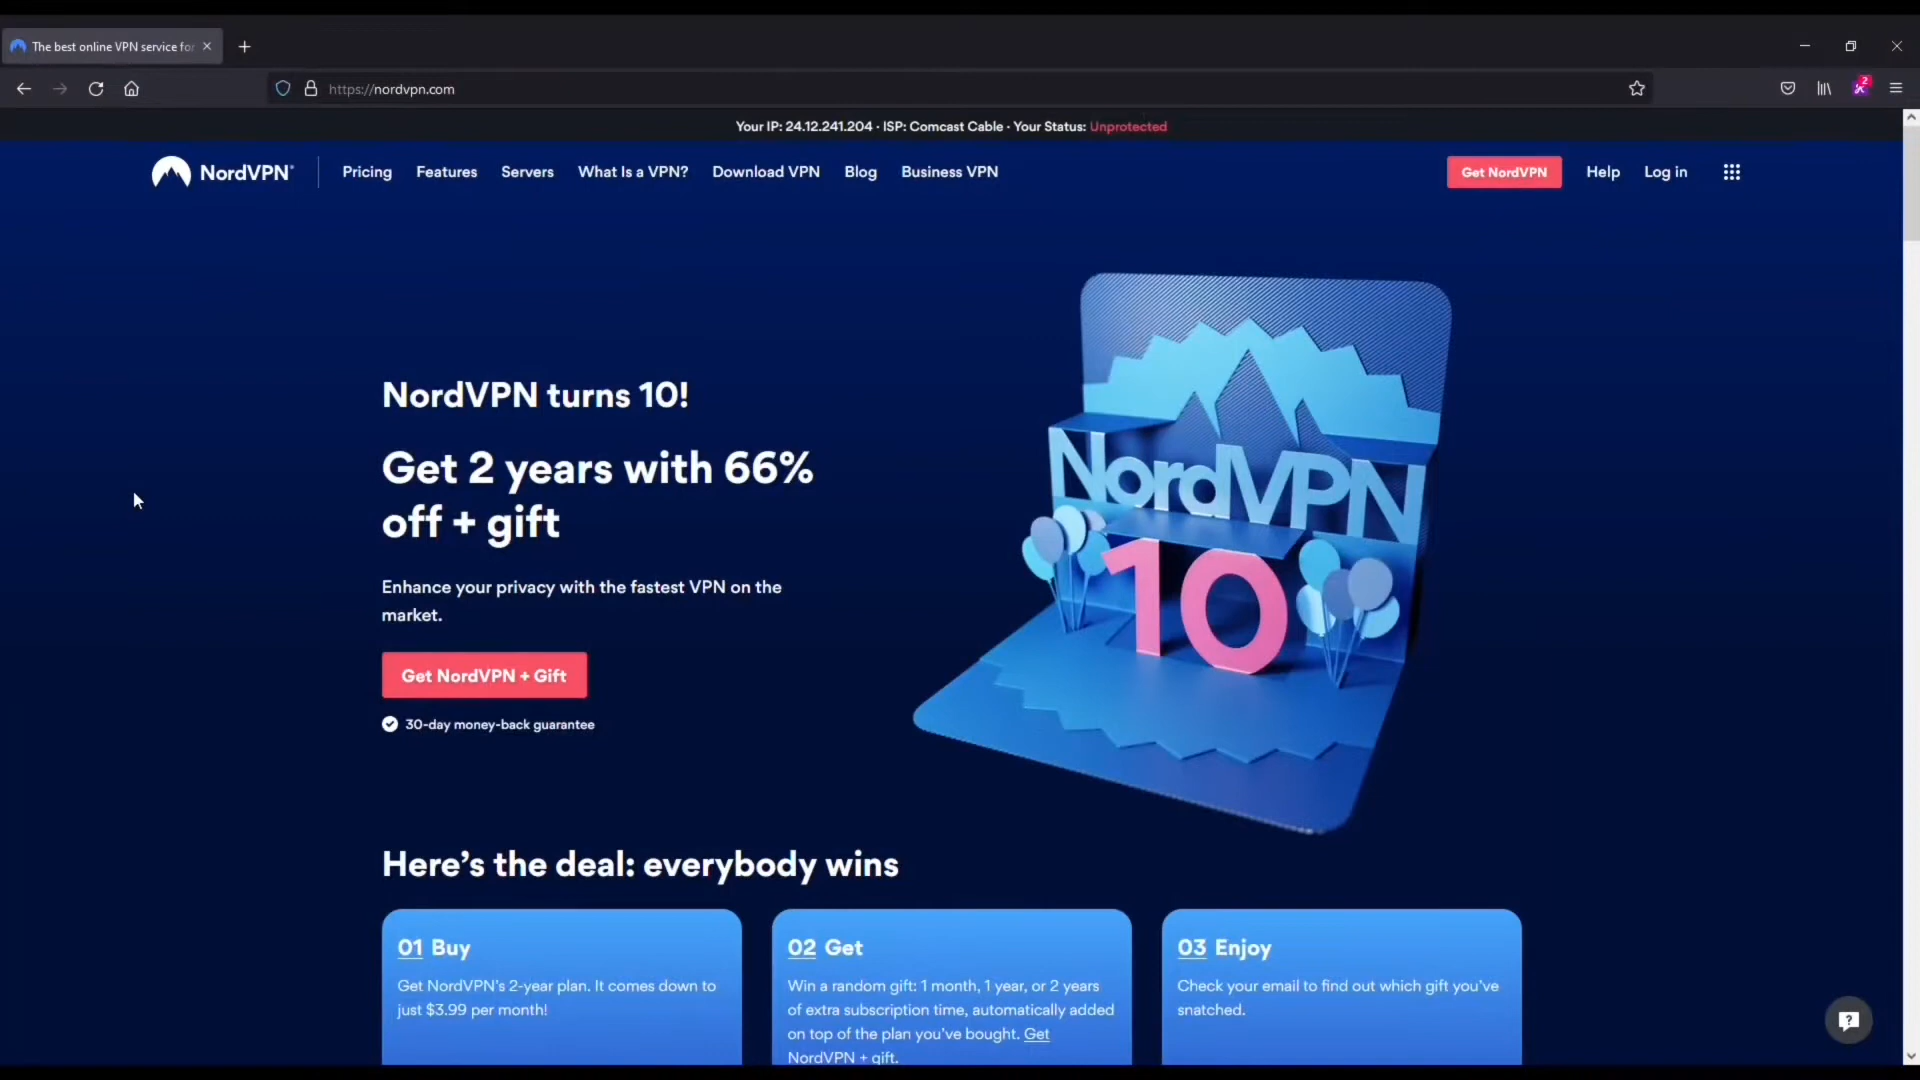 The best online VPN service for
https://nordvpn.com
2
Your IP: 24.12.241.204 · ISP: Comcast Cable · Your Status: Unprotected
NordVPN® Pricing Features Servers What Is a VPN? Download VPN Blog Business VPN Get NordVPN Help Log in
NordVPN turns 10!
Get 2 years with 66%
off + gift
Enhance your privacy with the fastest VPN on the
market.
Get NordVPN + Gift
30-day money-back guarantee
NordVPN
10
Here's the deal: everybody wins
01 Buy
Get NordVPN's 2-year plan. It comes down to
just $3.99 per month!
02 Get
Win a random gift: 1 month, 1 year, or 2 years
of extra subscription time, automatically added
on top of the plan you've bought. Get
NordVPN + gift.
03 Enjoy
Check your email to find out which gift you've
snatched.
?